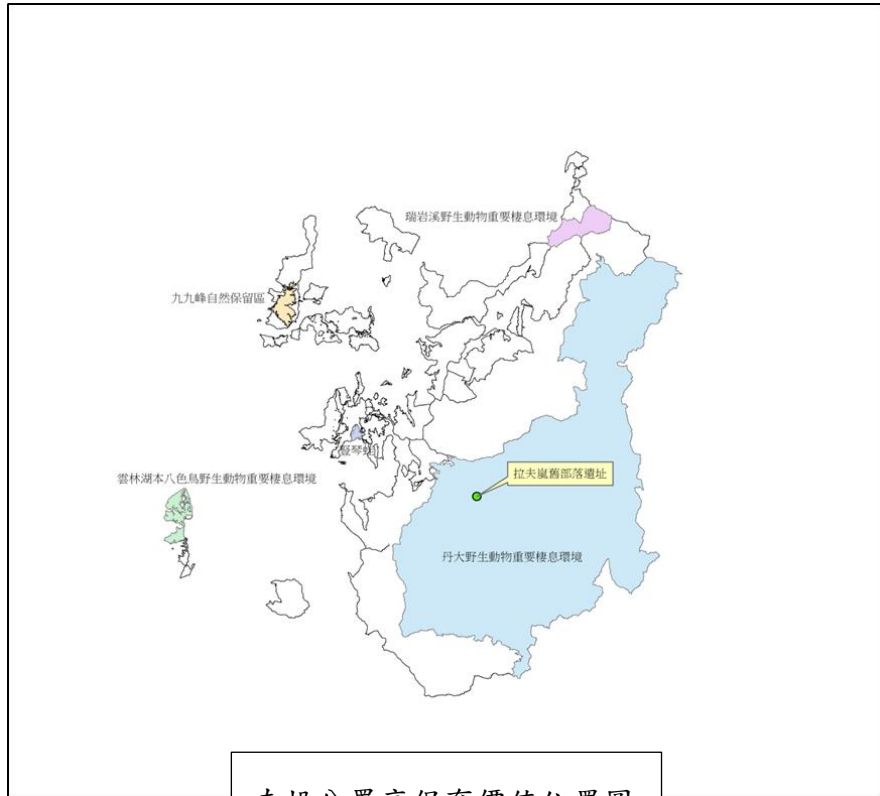 瑞岩溪野生動物重要棲息環境
九九峰自然保留區
雲林湖本八色鳥野生動物重要棲息環境
拉夫嵐舊部落遺址
丹大野生動物重要棲息環境